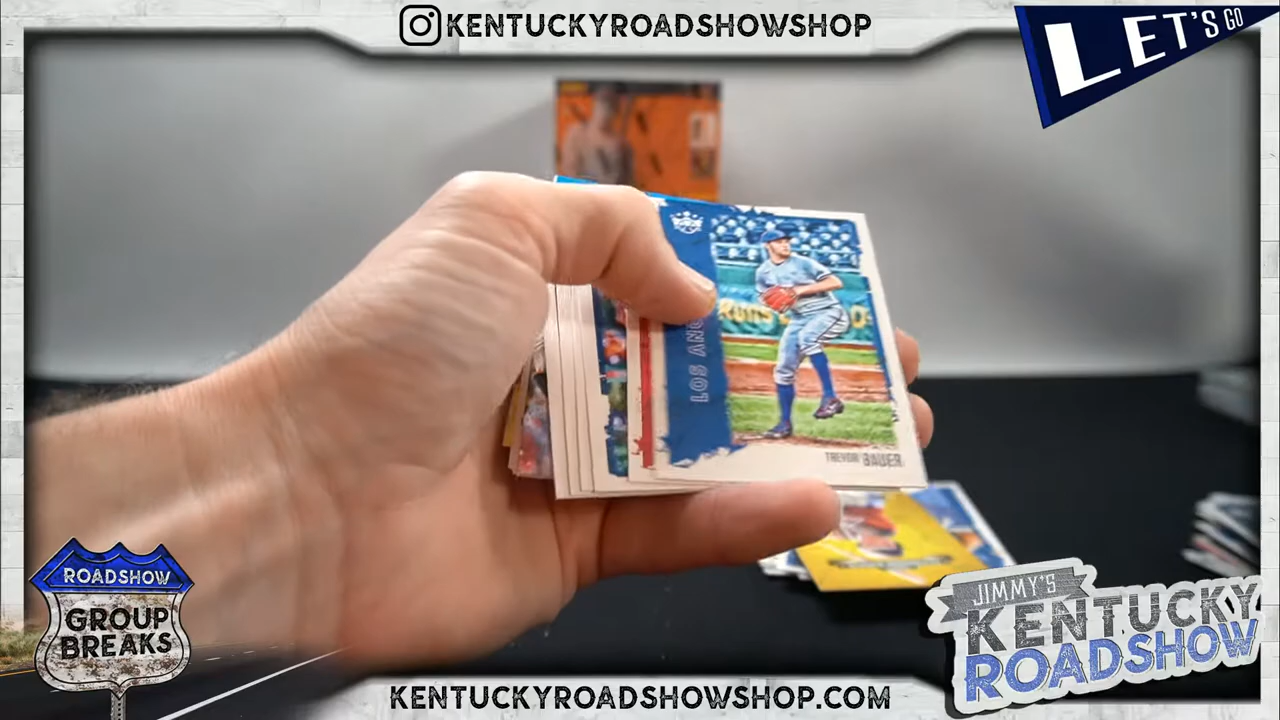 KENTUCKYROADSHOWSHOP
LET'S GO
LOS ANG
TREVOR BAUER
ROADSHOW
GROUP
BREAKS
JIMMY'S
KENTUCKY
ROADSHOW
KENTUCKYROADSHOWSHOP.COM